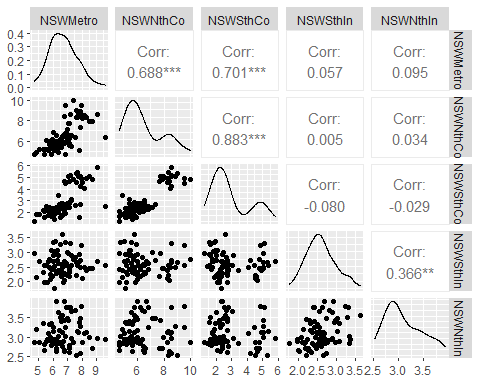 NSWMetro NSWNthCo NSWSthCo NSWSthIn NSWNthIn
0.4
0.3
0.2
0.1
0.0
Corr:
0.688***
Corr:
0.701***
Corr:
0.057
Corr:
0.095
NSWMetro
10
8
6
Corr:
0.883***
Corr:
0.005
Corr:
0.034
NSWNthCo
6
5
4
3
2
Corr:
-0.080
Corr:
-0.029
NSWSthCo
3.5
3.0
2.5
2.0
Corr:
0.366**
NSWSthIn
3.5
3.0
2.5
NSWNthIn
5 6 7 8 9 6 8 10 2 3 4 5 6 2.0 2.5 3.0 3.5 2.5 3.0 3.5